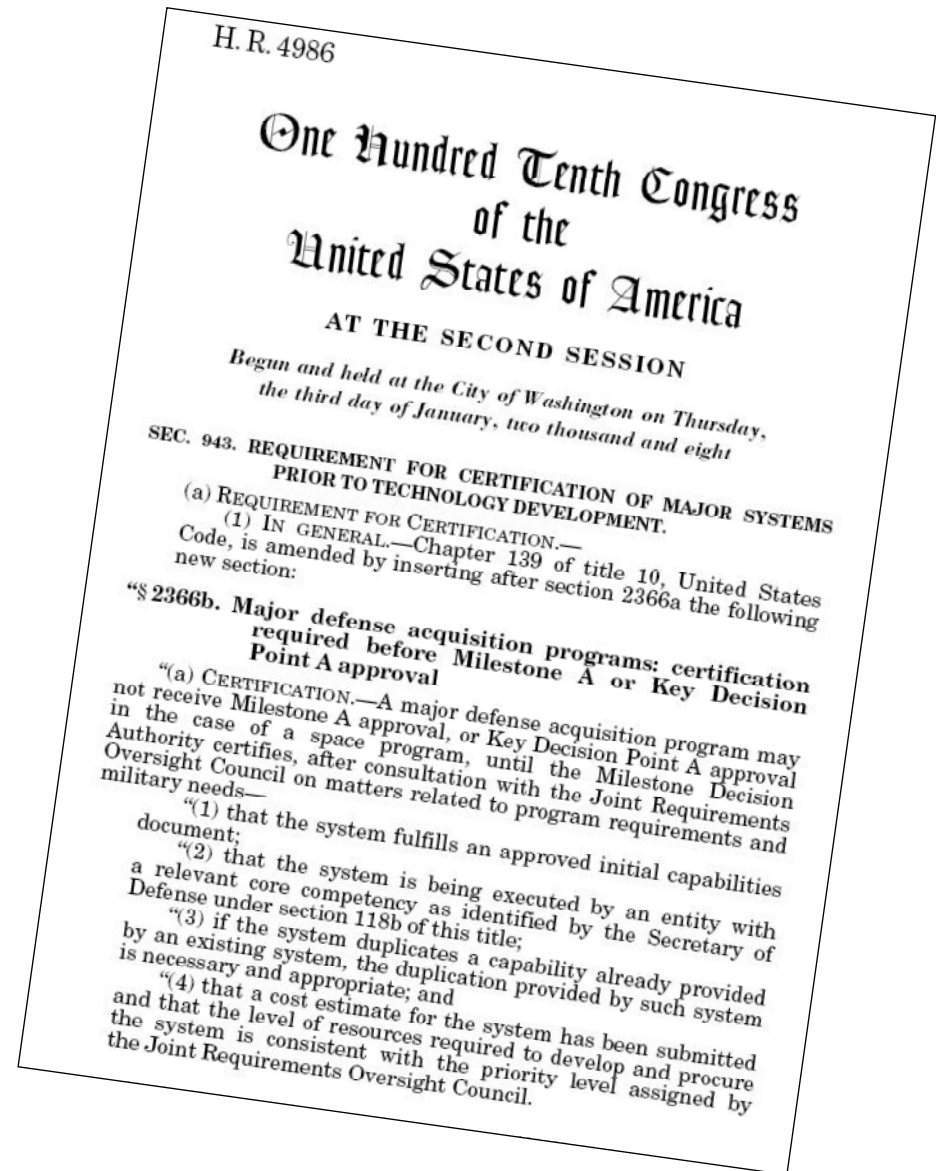 H. R. 4986
One Hundred Tenth Congress
of the
United States of America
AT THE SECOND SESSION
Begun and held at the City of Washington on Thursday,
the third day of January, two thousand and eight
SEC. 943. REQUIREMENT FOR CERTIFICATION OF MAJOR SYSTEMS
PRIOR TO TECHNOLOGY DEVELOPMENT.
(a) REQUIREMENT FOR CERTIFICATION.—
(1) IN GENERAL.—Chapter 139 of title 10, United States
Code, is amended by inserting after section 2366a the following
new section:
“§ 2366b. Major defense acquisition programs: certification
required before Milestone A or Key Decision
Point A approval
“(a) CERTIFICATION.—A major defense acquisition program may
not receive Milestone A approval, or Key Decision Point A approval
in the case of a space program, until the Milestone Decision
Authority certifies, after consultation with the Joint Requirements
Oversight Council on matters related to program requirements and
military needs—
“(1) that the system fulfills an approved initial capabilities
document;
“(2) that the system is being executed by an entity with
a relevant core competency as identified by the Secretary of
Defense under section 118b of this title;
“(3) if the system duplicates a capability already provided
by an existing system, the duplication provided by such system
is necessary and appropriate; and
“(4) that a cost estimate for the system has been submitted
and that the level of resources required to develop and procure
the system is consistent with the priority level assigned by
the Joint Requirements Oversight Council.